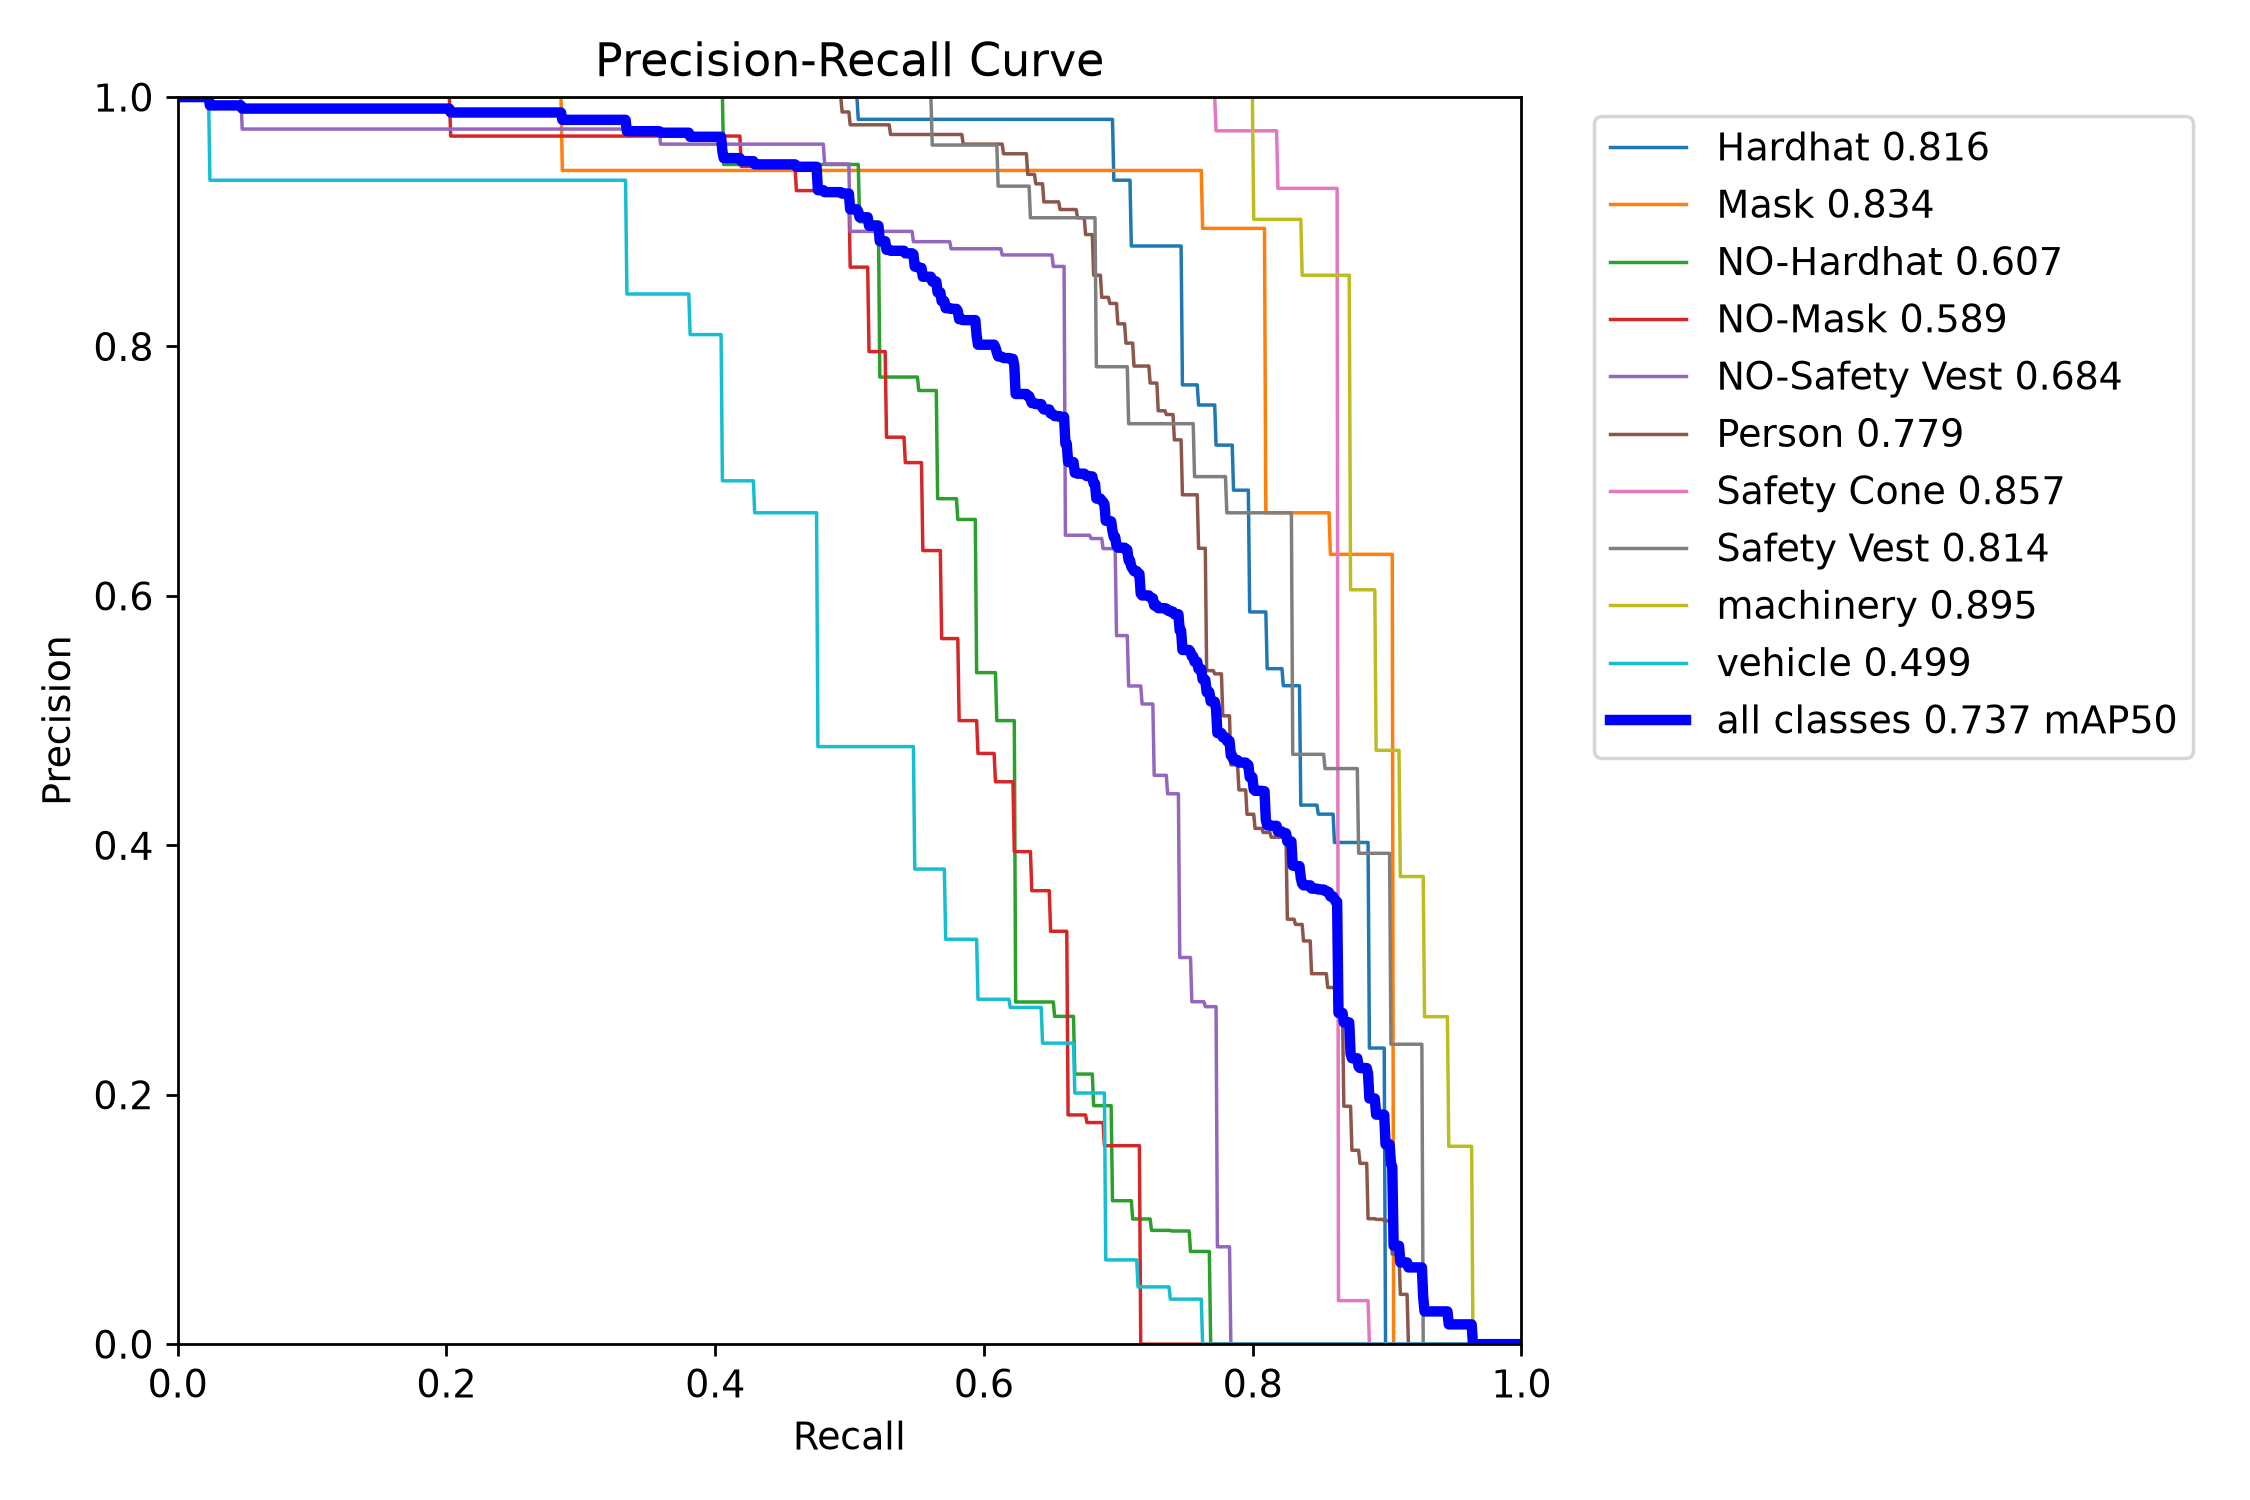 Precision-Recall Curve
1.0
0.8
0.6
0.4
0.2
0.0
Precision
0.0 0.2 0.4 0.6 0.8 1.0
Recall
Hardhat 0.816
Mask 0.834
NO-Hardhat 0.607
NO-Mask 0.589
NO-Safety Vest 0.684
Person 0.779
Safety Cone 0.857
Safety Vest 0.814
machinery 0.895
vehicle 0.499
all classes 0.737 mAP50